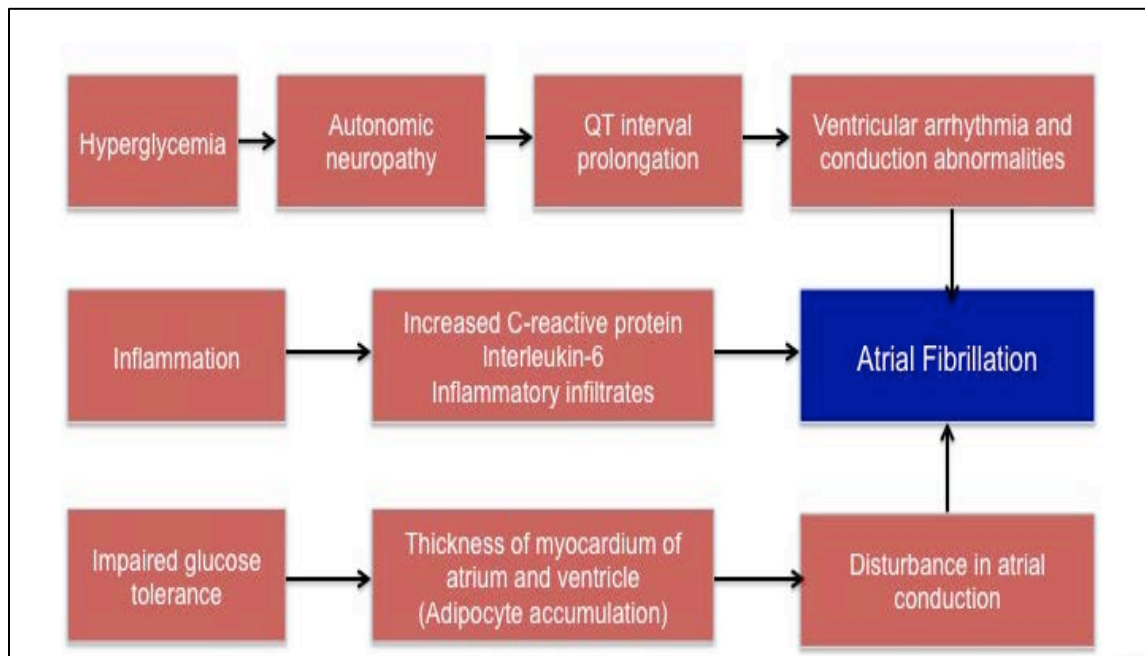 Hyperglycemia
Autonomic
neuropathy
QT interval
prolongation
Ventricular arrhythmia and
conduction abnormalities
Inflammation
Increased C-reactive protein
Interleukin-6
Inflammatory infiltrates
Atrial Fibrillation
Impaired glucose
tolerance
Thickness of myocardium of
atrium and ventricle
(Adipocyte accumulation)
Disturbance in atrial
conduction